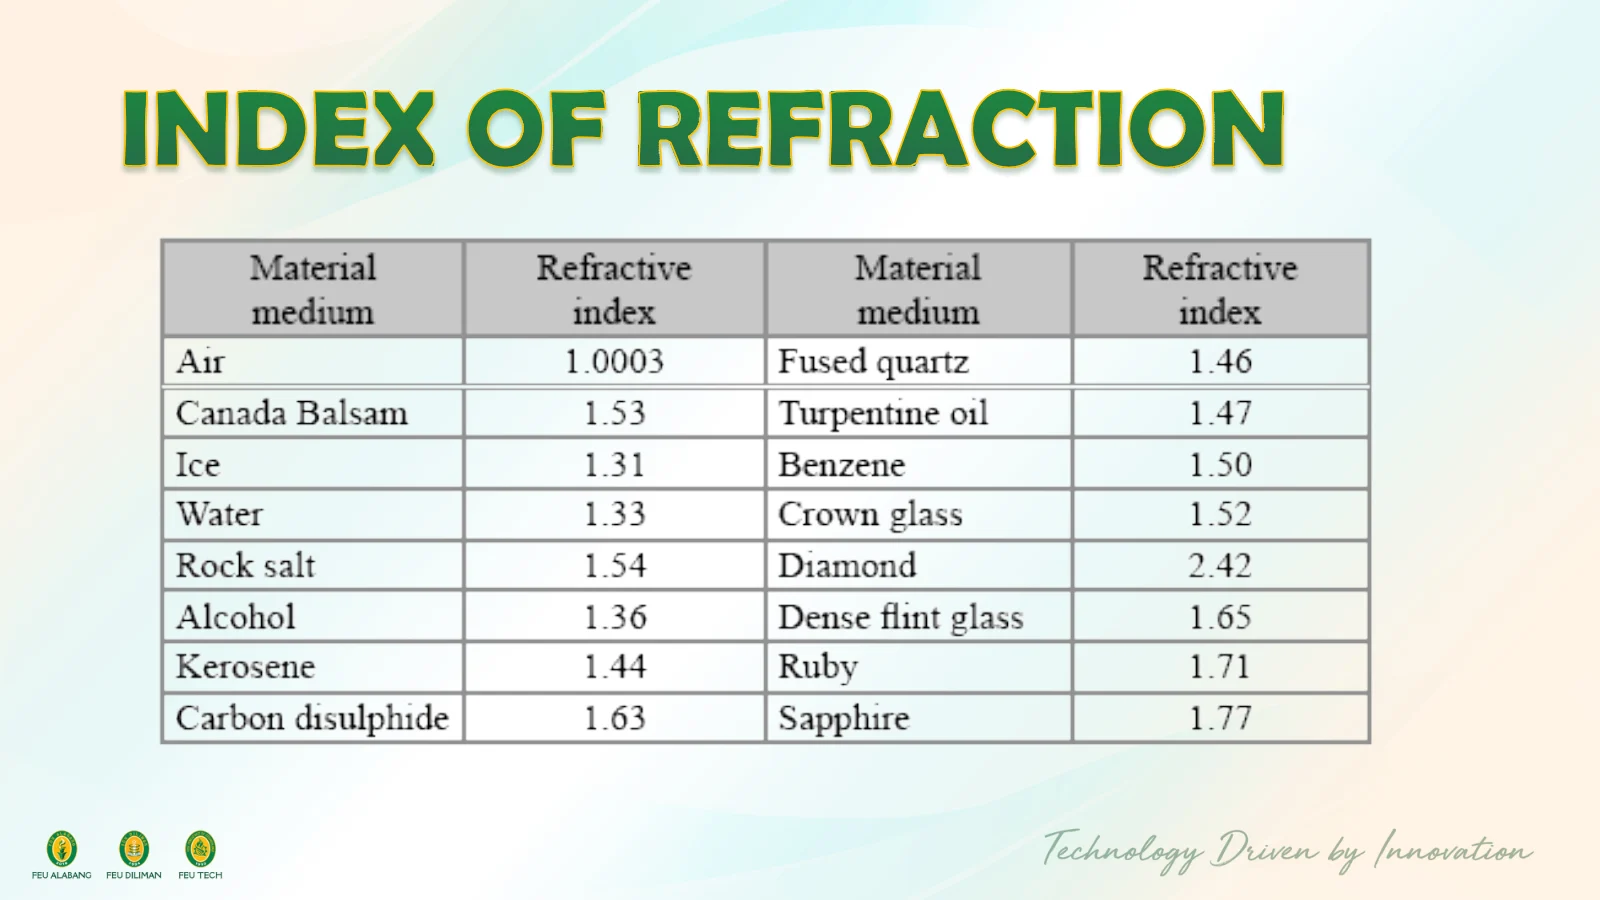 INDEX OF REFRACTION
Material medium Refractive index Material medium Refractive index
Air 1.0003 Fused quartz 1.46
Canada Balsam 1.53 Turpentine oil 1.47
Ice 1.31 Benzene 1.50
Water 1.33 Crown glass 1.52
Rock salt 1.54 Diamond 2.42
Alcohol 1.36 Dense flint glass 1.65
Kerosene 1.44 Ruby 1.71
Carbon disulphide 1.63 Sapphire 1.77
FEU ALABANG FEU DILIMAN FEU TECH
Technology Driven by Innovation